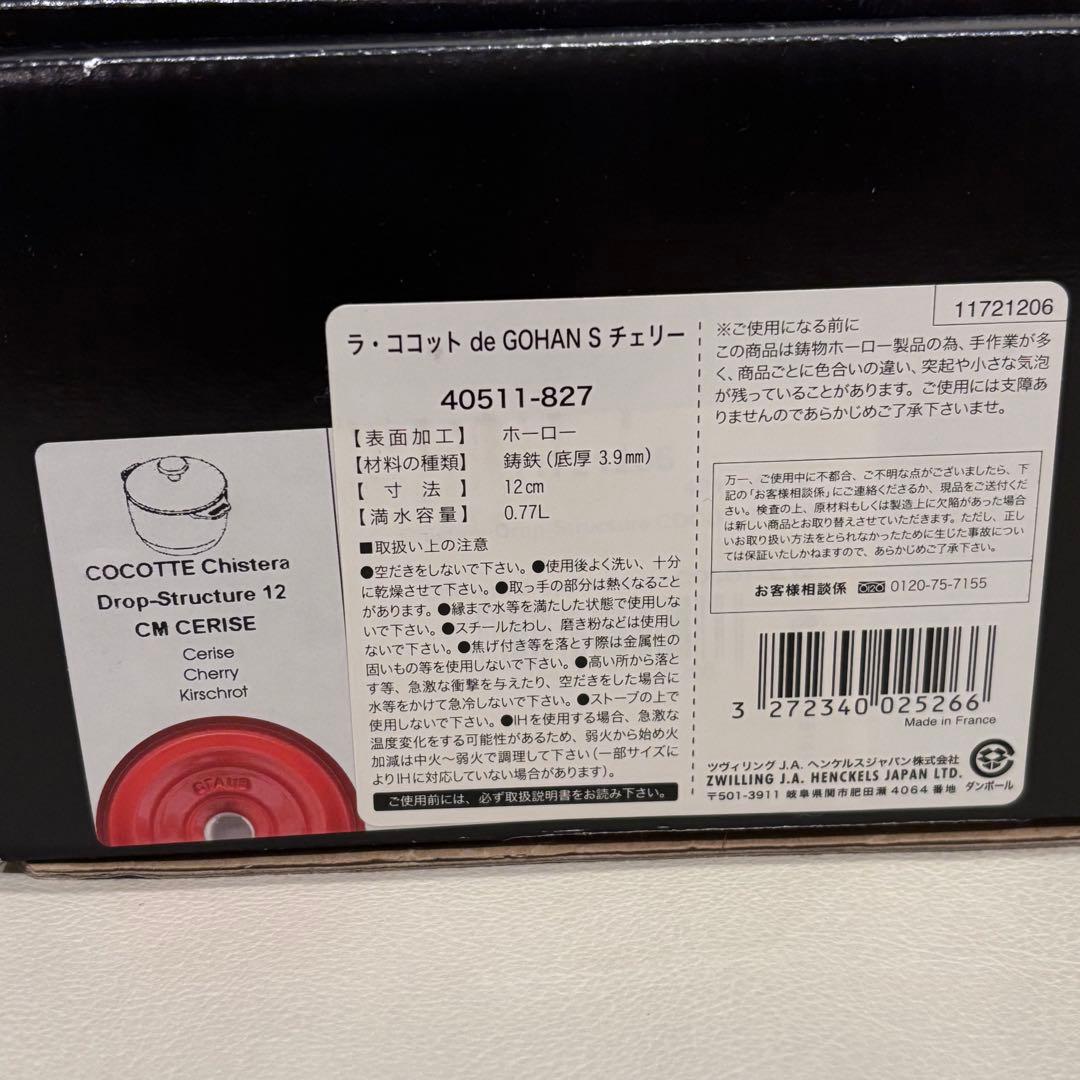 COCOTTE Chistera
Drop-Structure 12
CM CERISE
Cerise
Cherry
Kirschrot
STAUB
ラ・ココット de GOHAN S チェリー
40511-827
【表面加工】 ホーロー
【材料の種類】 鋳鉄（底厚 3.9㎜）
【寸法】 12㎝
【満水容量】 0.77L
■取扱い上の注意
●空だきをしないで下さい。●使用後よく洗い、十分
に乾燥させて下さい。●取っ手の部分は熱くなること
があります。●縁まで水等を満たした状態で使用しな
いで下さい。●スチールたわし、磨き粉などは使用し
ないで下さい。●焦げ付き等を落とす際は金属性の
固いもの等を使用しないで下さい。●高い所から落と
す等、急激な衝撃を与えたり、空だきをした場合に
水等をかけて急冷しないで下さい。●ストーブの上で
使用しないで下さい。●IHを使用する場合、急激な
温度変化をする可能性があるため、弱火から始め火
加減は中火〜弱火で調理して下さい（一部サイズに
よりIHに対応していない場合があります）。
ご使用前には、必ず取扱説明書をお読み下さい。
11721206
※ご使用になる前に
この商品は鋳物ホーロー製品の為、手作業が多
く、商品ごとに色合いの違い、突起や小さな気泡
が残っていることがあります。ご使用には支障あ
りませんのであらかじめご了承下さいませ。
万一、ご使用中に不都合、ご不明な点がございましたら、下
記の「お客様相談係」にご連絡くださるか、現品をご送付くださ
い。検査の上、原材料もしくは製造上に欠陥があった場合
は新しい商品とお取り替えさせていただきます。ただし、正し
いお取り扱い方法をとられなかったために生じた事故につい
ては保証いたしかねますので、あらかじめご了承下さい。
お客様相談係 0120-75-7155
3 272340 025266
Made in France
ツヴィリング J.A. ヘンケルスジャパン株式会社
ZWILLING J.A. HENCKELS JAPAN LTD.
〒501-3911 岐阜県関市肥田瀬 4064 番地
ダンボール